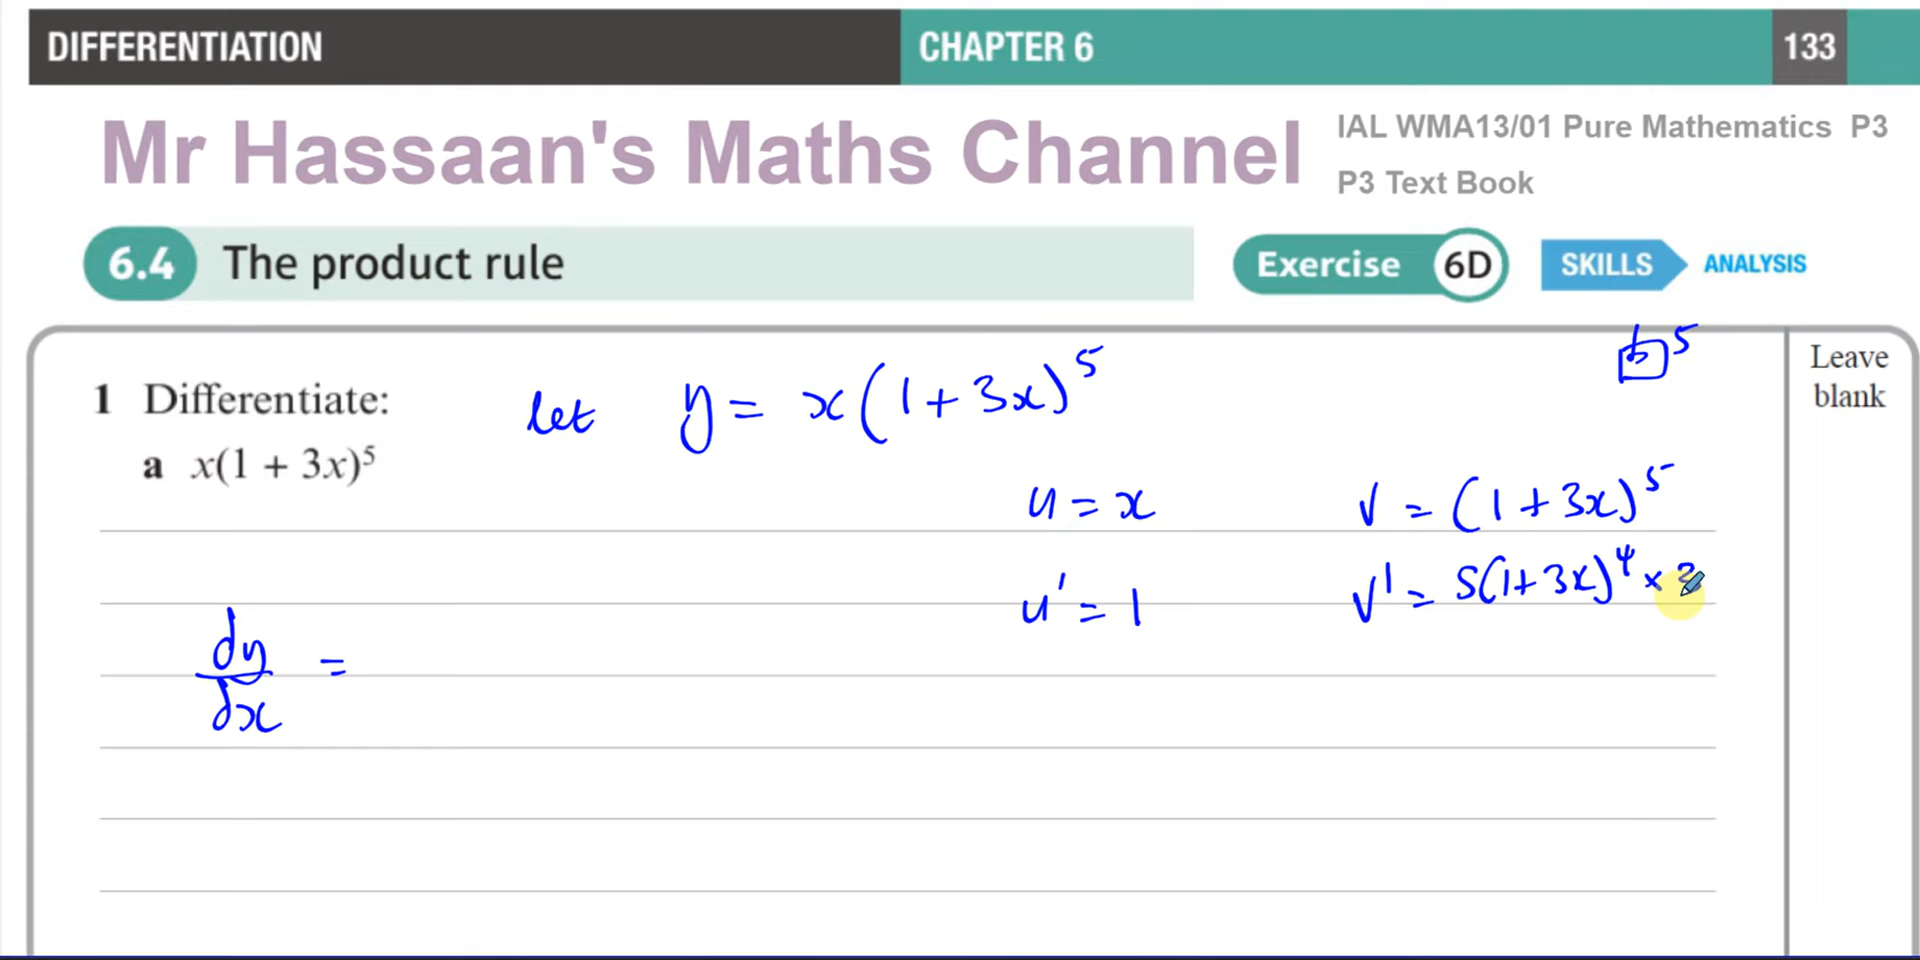 DIFFERENTIATION CHAPTER 6 133
Mr Hassaan's Maths Channel
IAL WMA13/01 Pure Mathematics P3
P3 Text Book
6.4 The product rule Exercise 6D SKILLS ANALYSIS
Leave
blank
1 Differentiate:
let y = x(1+3x)⁵
a x(1 + 3x)⁵
u = x v = (1+3x)⁵
u' = 1 v' = 5(1+3x)⁴ ×
dy/dx =